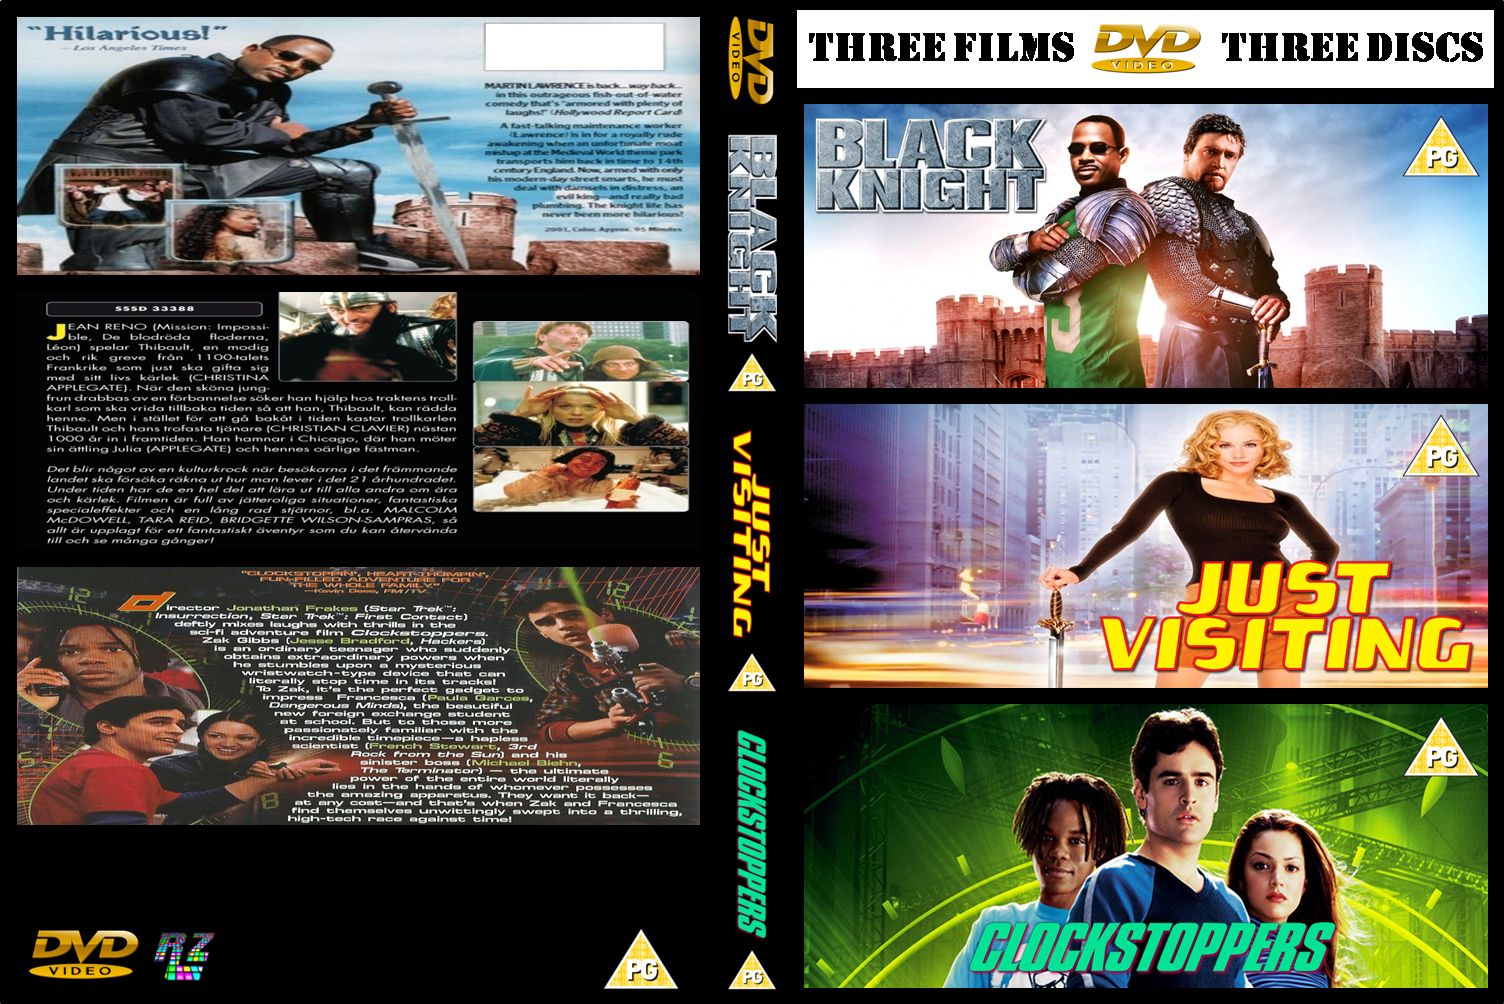 "Hilarious!"
– Los Angeles Times
MARTIN LAWRENCE is back... way back...
in this outrageous fish-out-of-water
comedy that's "armored with plenty of
laughs!" (Hollywood Report Card)
A fast-talking maintenance worker
(Lawrence) is in for a royally rude
awakening when an unfortunate moat
mishap at the Medieval World theme park
transports him back in time to 14th
century England. Now, armed with only
his modern-day street smarts, he must
deal with damsels in distress, an
evil king—and really bad
plumbing. The knight life has
never been more hilarious!
2001, Color, Approx. 95 Minutes
SSSD 33388
JEAN RENO (Mission: Impossi-
ble, De blodröda floderna,
Léon) spelar Thibault, en modig
och rik greve från 1100-talets
Frankrike som just ska gifta sig
med sitt livs kärlek (CHRISTINA
APPLEGATE). När den sköna jung-
frun drabbas av en förbannelse söker han hjälp hos traktens troll-
karl som ska vrida tillbaka tiden så att han, Thibault, kan rädda
henne. Men i stället för att gå bakåt i tiden kastar trollkarlen
Thibault och hans trofasta tjänare (CHRISTIAN CLAVIER) nästan
1000 år in i framtiden. Han hamnar i Chicago, där han möter
sin ättling Julia (APPLEGATE) och hennes oärlige fästman.
Det blir något av en kulturkrock när besökarna i det främmande
landet ska försöka räkna ut hur man lever i det 21 århundradet.
Under tiden har de en hel del att lära ut till alla andra om ära
och kärlek. Filmen är full av jätteroliga situationer, fantastiska
specialeffekter och en lång rad stjärnor, bl.a. MALCOLM
McDOWELL, TARA REID, BRIDGETTE WILSON-SAMPRAS, så
allt är upplagt för ett fantastiskt äventyr som du kan återvända
till och se många gånger!
"CLOCKSTOPPIN', HEART-THUMPIN',
FUN-FILLED ADVENTURE FOR
THE WHOLE FAMILY."
—Kevin Dees, FM/TV
director Jonathan Frakes (Star Trek™:
Insurrection, Star Trek™: First Contact)
deftly mixes laughs with thrills in the
sci-fi adventure film Clockstoppers.
Zak Gibbs (Jesse Bradford, Hackers)
is an ordinary teenager who suddenly
obtains extraordinary powers when
he stumbles upon a mysterious
wristwatch-type device that can
literally stop time in its tracks!
To Zak, it's the perfect gadget to
impress Francesca (Paula Garces,
Dangerous Minds), the beautiful
new foreign exchange student
at school. But to those more
passionately familiar with the
incredible timepiece—a hapless
scientist (French Stewart, 3rd
Rock from the Sun) and his
sinister boss (Michael Biehn,
The Terminator) — the ultimate
power of the entire world literally
lies in the hands of whomever possesses
the amazing apparatus. They want it back—
at any cost—and that's when Zak and Francesca
find themselves unwittingly swept into a thrilling,
high-tech race against time!
12
12
1
5
6
8
DVD
VIDEO
AZ
PG
DVD
VIDEO
BLACK
KNIGHT
PG
JUST
VISITING
PG
CLOCKSTOPPERS
PG
THREE FILMS
DVD
VIDEO
THREE DISCS
BLACK
KNIGHT
PG
JUST
VISITING
PG
CLOCKSTOPPERS
PG